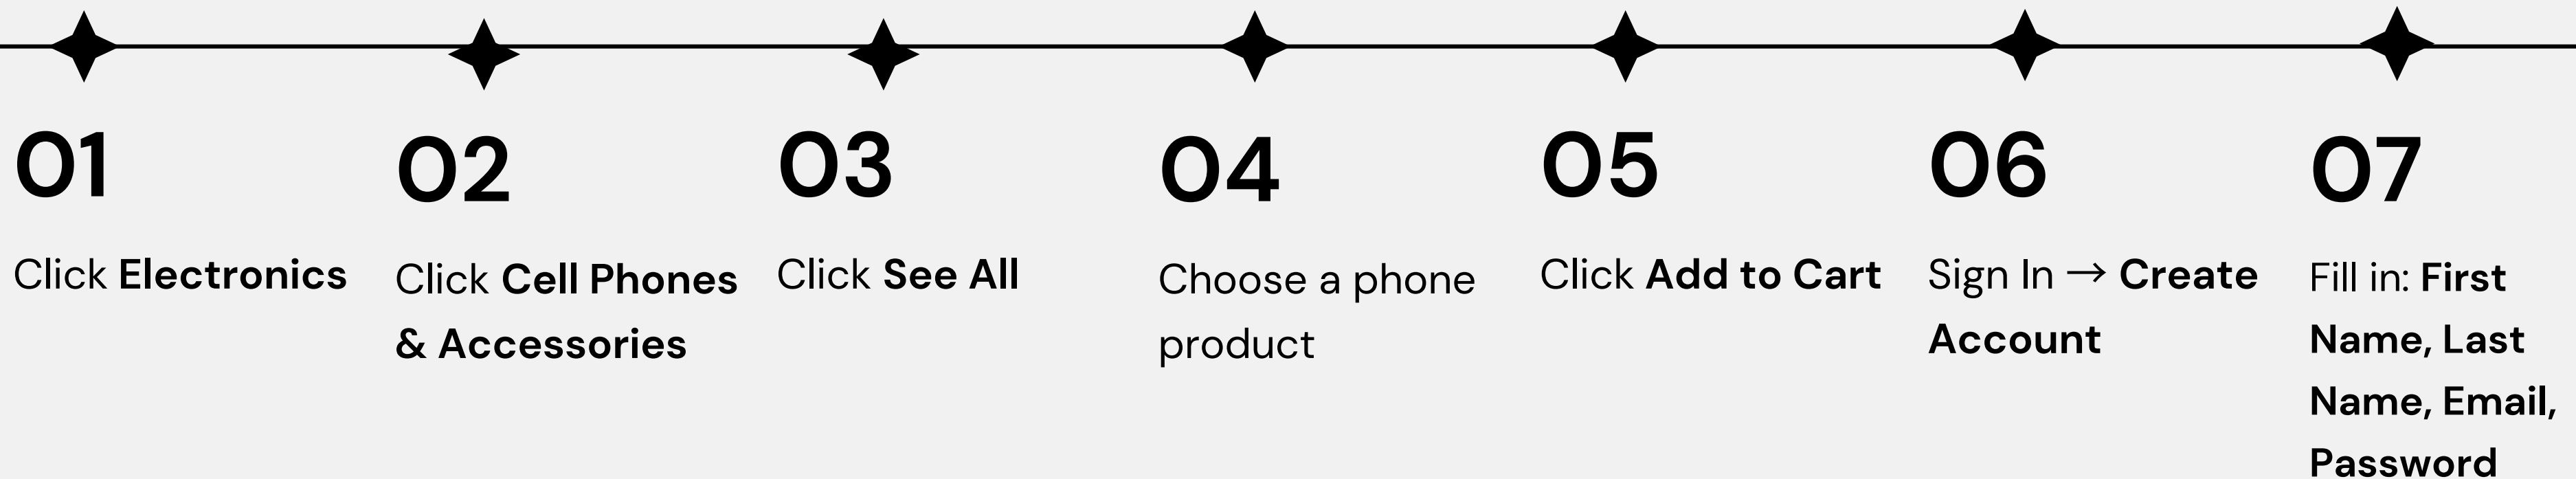 01
Click Electronics
02
Click Cell Phones
& Accessories
03
Click See All
04
Choose a phone
product
05
Click Add to Cart
06
Sign In → Create
Account
07
Fill in: First
Name, Last
Name, Email,
Password